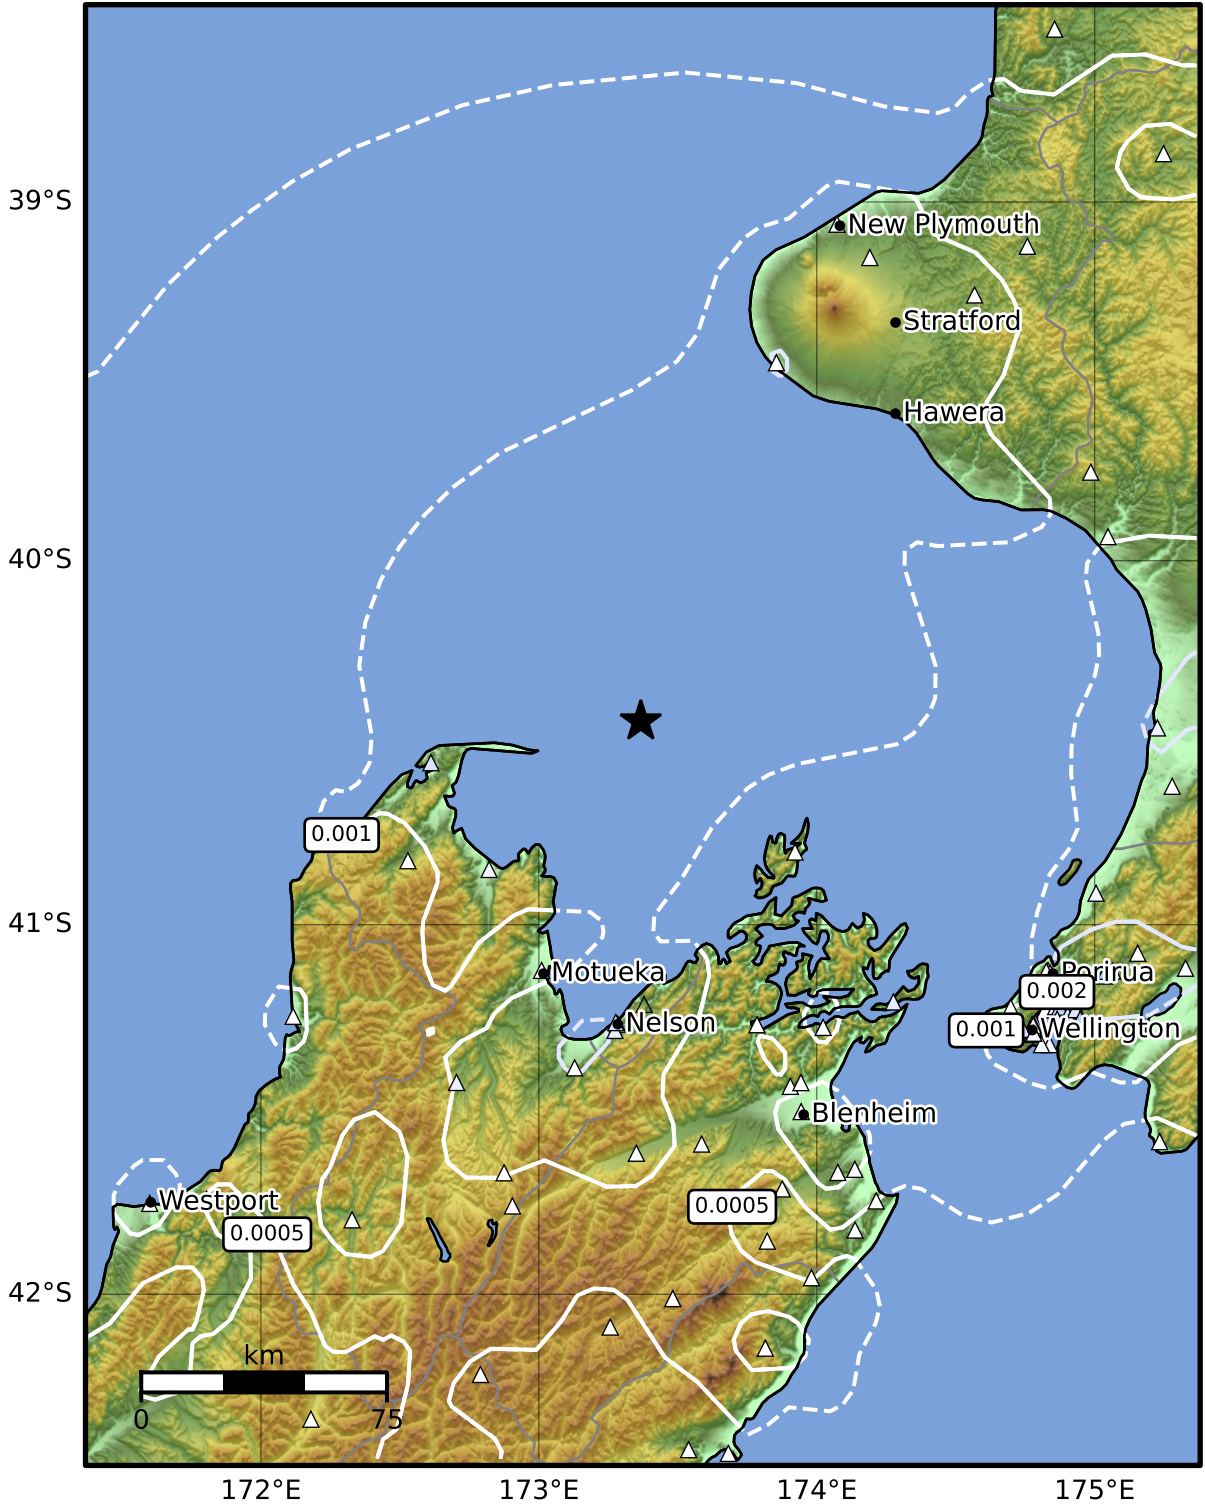 39°S
New Plymouth
Stratford
Hawera
40°S
0.001
41°S
Motueka
Porirua
0.002
Nelson
0.001
Wellington
Blenheim
Westport
0.0005
0.0005
42°S
km
0
75
172°E
173°E
174°E
175°E